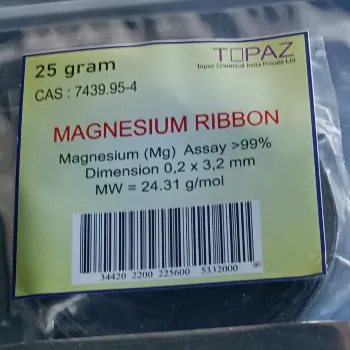 25 gram
TOPAZ
Topaz Chemical India Private Ltd
CAS : 7439.95-4
MAGNESIUM RIBBON
Magnesium (Mg) Assay >99%
Dimension 0,2 x 3,2 mm
MW = 24.31 g/mol
34420 2200 225600 5332000